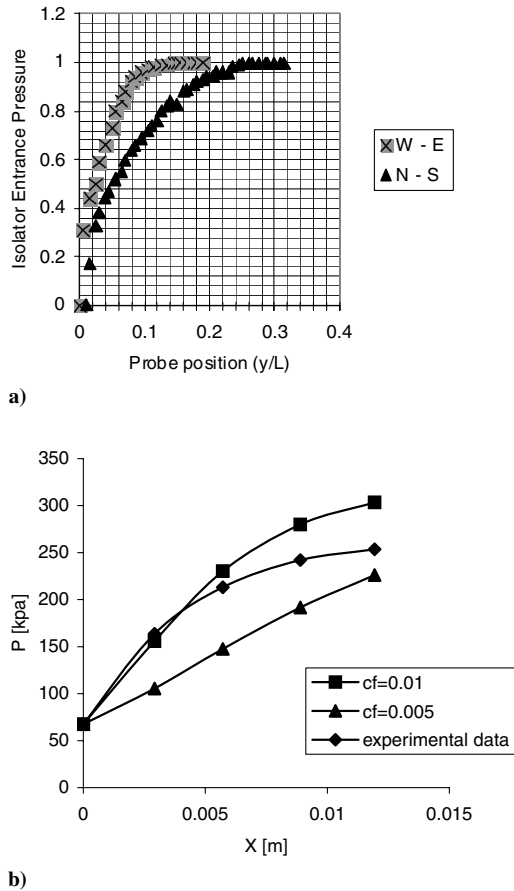 Isolator Entrance Pressure
1.2
1
0.8
0.6
0.4
0.2
0
0 0.1 0.2 0.3 0.4
Probe position (y/L)
W - E
N - S
a)
P [kpa]
350
300
250
200
150
100
50
0
0 0.005 0.01 0.015
X [m]
cf=0.01
cf=0.005
experimental data
b)